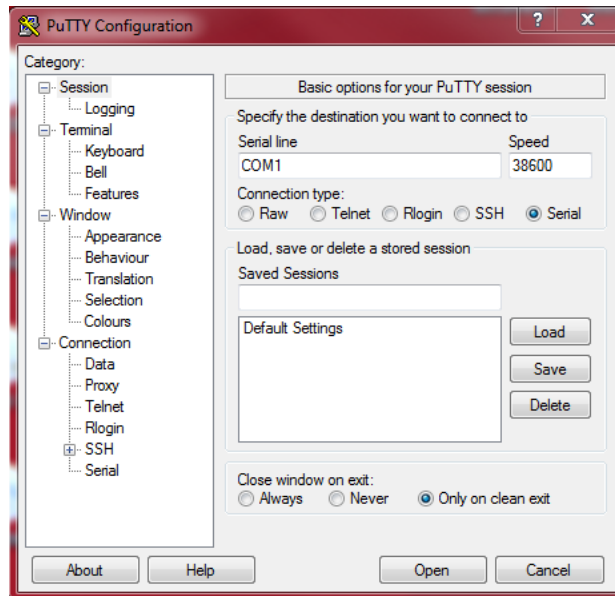 PuTTY Configuration
?
X
Category:
Session
Logging
Terminal
Keyboard
Bell
Features
Window
Appearance
Behaviour
Translation
Selection
Colours
Connection
Data
Proxy
Telnet
Rlogin
SSH
Serial
Basic options for your PuTTY session
Specify the destination you want to connect to
Serial line Speed
COM1 38600
Connection type:
Raw Telnet Rlogin SSH Serial
Load, save or delete a stored session
Saved Sessions
Default Settings
Load
Save
Delete
Close window on exit:
Always Never Only on clean exit
About Help Open Cancel